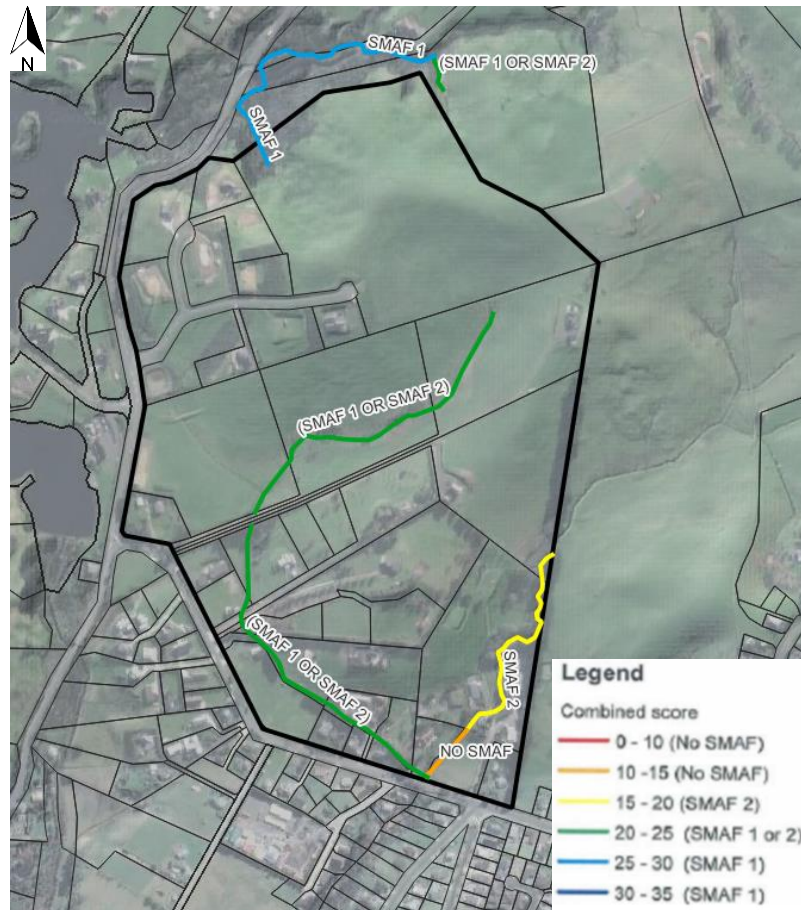 N
SMAF 1
(SMAF 1 OR SMAF 2)
SMAF 1
(SMAF 1 OR SMAF 2)
(SMAF 1 OR SMAF 2)
SMAF 2
NO SMAF
Legend
Combined score
0 - 10 (No SMAF)
10 -15 (No SMAF)
15 - 20 (SMAF 2)
20 - 25 (SMAF 1 or 2)
25 - 30 (SMAF 1)
30 - 35 (SMAF 1)